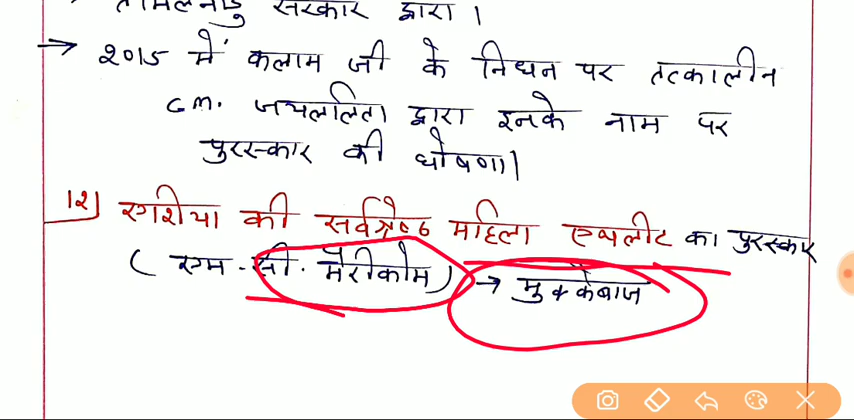 तामिलनाडु सरकार द्वारा।
→ 2015 में कलाम जी के निधन पर तत्कालीन
CM. जयललिता द्वारा इनके नाम पर
पुरस्कार की घोषणा।
12) एशिया की सर्वश्रेष्ठ महिला एथलीट का पुरस्कार
(एम. सी. मैरीकॉम) → मुक्केबाज